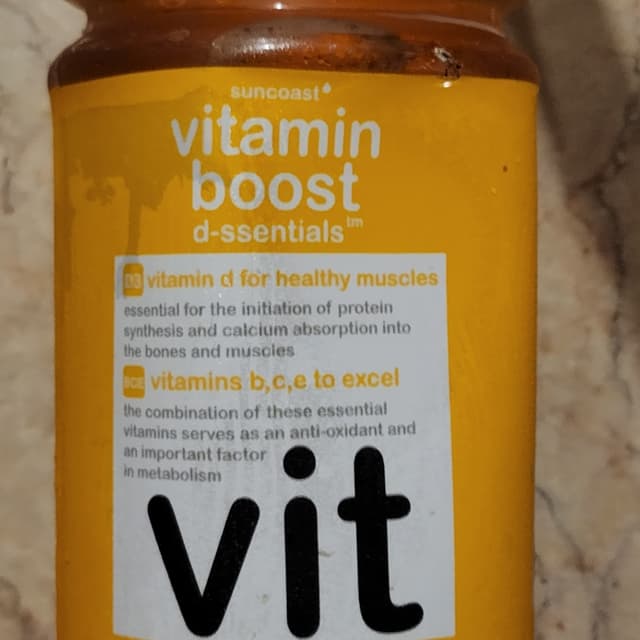 suncoast
vitamin
boost
d-ssentials™
D3 vitamin d for healthy muscles
essential for the initiation of protein
synthesis and calcium absorption into
the bones and muscles
BCE vitamins b,c,e to excel
the combination of these essential
vitamins serves as an anti-oxidant and
an important factor
in metabolism
vit